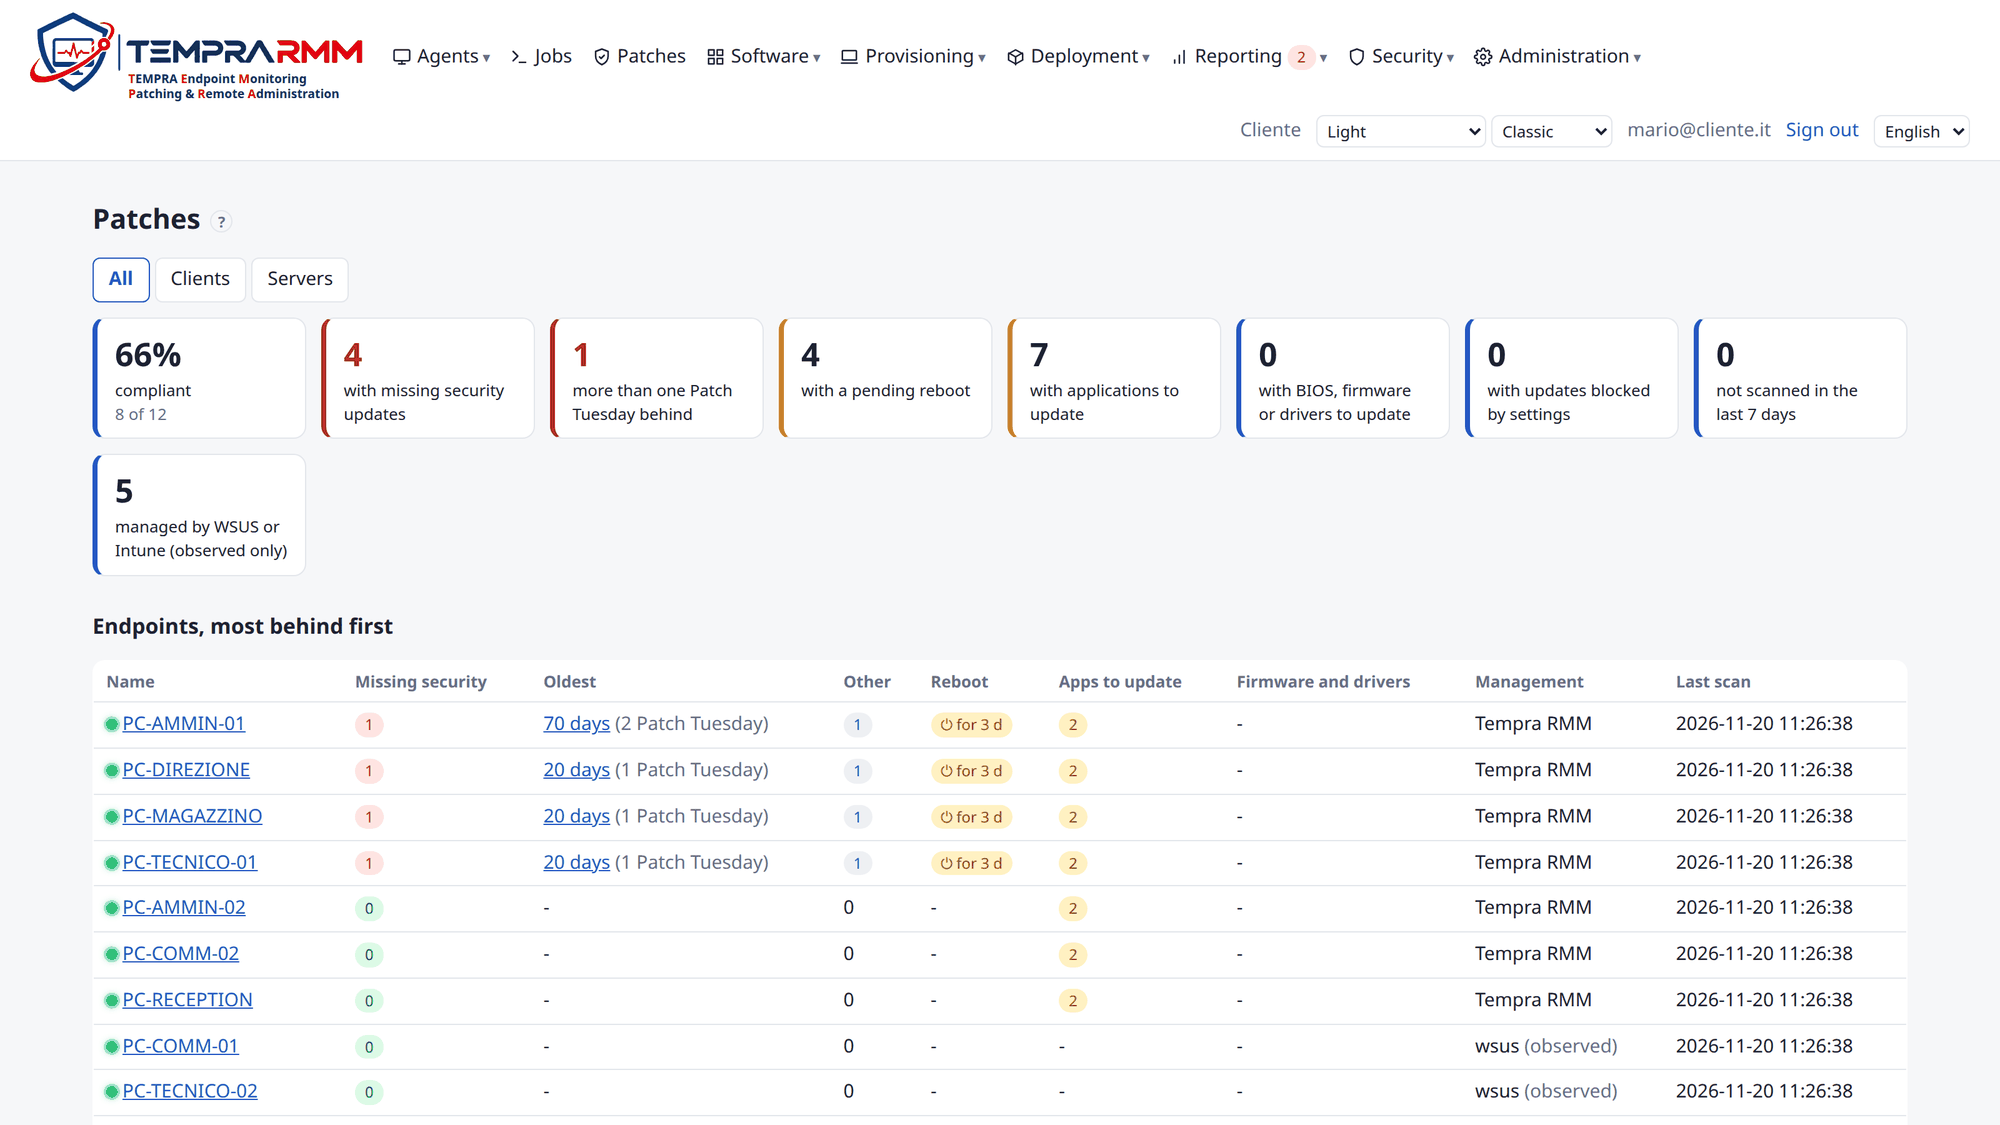 TEMPRARMM
TEMPRA Endpoint Monitoring
Patching & Remote Administration
Agents ▾ Jobs Patches Software ▾ Provisioning ▾ Deployment ▾ Reporting 2 ▾ Security ▾ Administration ▾
Cliente Light Classic mario@cliente.it Sign out English
Patches ?
All Clients Servers
66%
compliant
8 of 12
4
with missing security
updates
1
more than one Patch
Tuesday behind
4
with a pending reboot
7
with applications to
update
0
with BIOS, firmware
or drivers to update
0
with updates blocked
by settings
0
not scanned in the
last 7 days
5
managed by WSUS or
Intune (observed only)
Endpoints, most behind first
Name Missing security Oldest Other Reboot Apps to update Firmware and drivers Management Last scan
PC-AMMIN-01 1 70 days (2 Patch Tuesday) 1 for 3 d 2 - Tempra RMM 2026-11-20 11:26:38
PC-DIREZIONE 1 20 days (1 Patch Tuesday) 1 for 3 d 2 - Tempra RMM 2026-11-20 11:26:38
PC-MAGAZZINO 1 20 days (1 Patch Tuesday) 1 for 3 d 2 - Tempra RMM 2026-11-20 11:26:38
PC-TECNICO-01 1 20 days (1 Patch Tuesday) 1 for 3 d 2 - Tempra RMM 2026-11-20 11:26:38
PC-AMMIN-02 0 - 0 - 2 - Tempra RMM 2026-11-20 11:26:38
PC-COMM-02 0 - 0 - 2 - Tempra RMM 2026-11-20 11:26:38
PC-RECEPTION 0 - 0 - 2 - Tempra RMM 2026-11-20 11:26:38
PC-COMM-01 0 - 0 - - - wsus (observed) 2026-11-20 11:26:38
PC-TECNICO-02 0 - 0 - - - wsus (observed) 2026-11-20 11:26:38